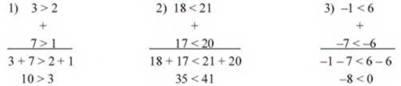 1) 3 > 2
+
7 > 1
3 + 7 > 2 + 1
10 > 3
2) 18 < 21
+
17 < 20
18 + 17 < 21 + 20
35 < 41
3) –1 < 6
+
–7 < –6
–1 – 7 < 6 – 6
–8 < 0